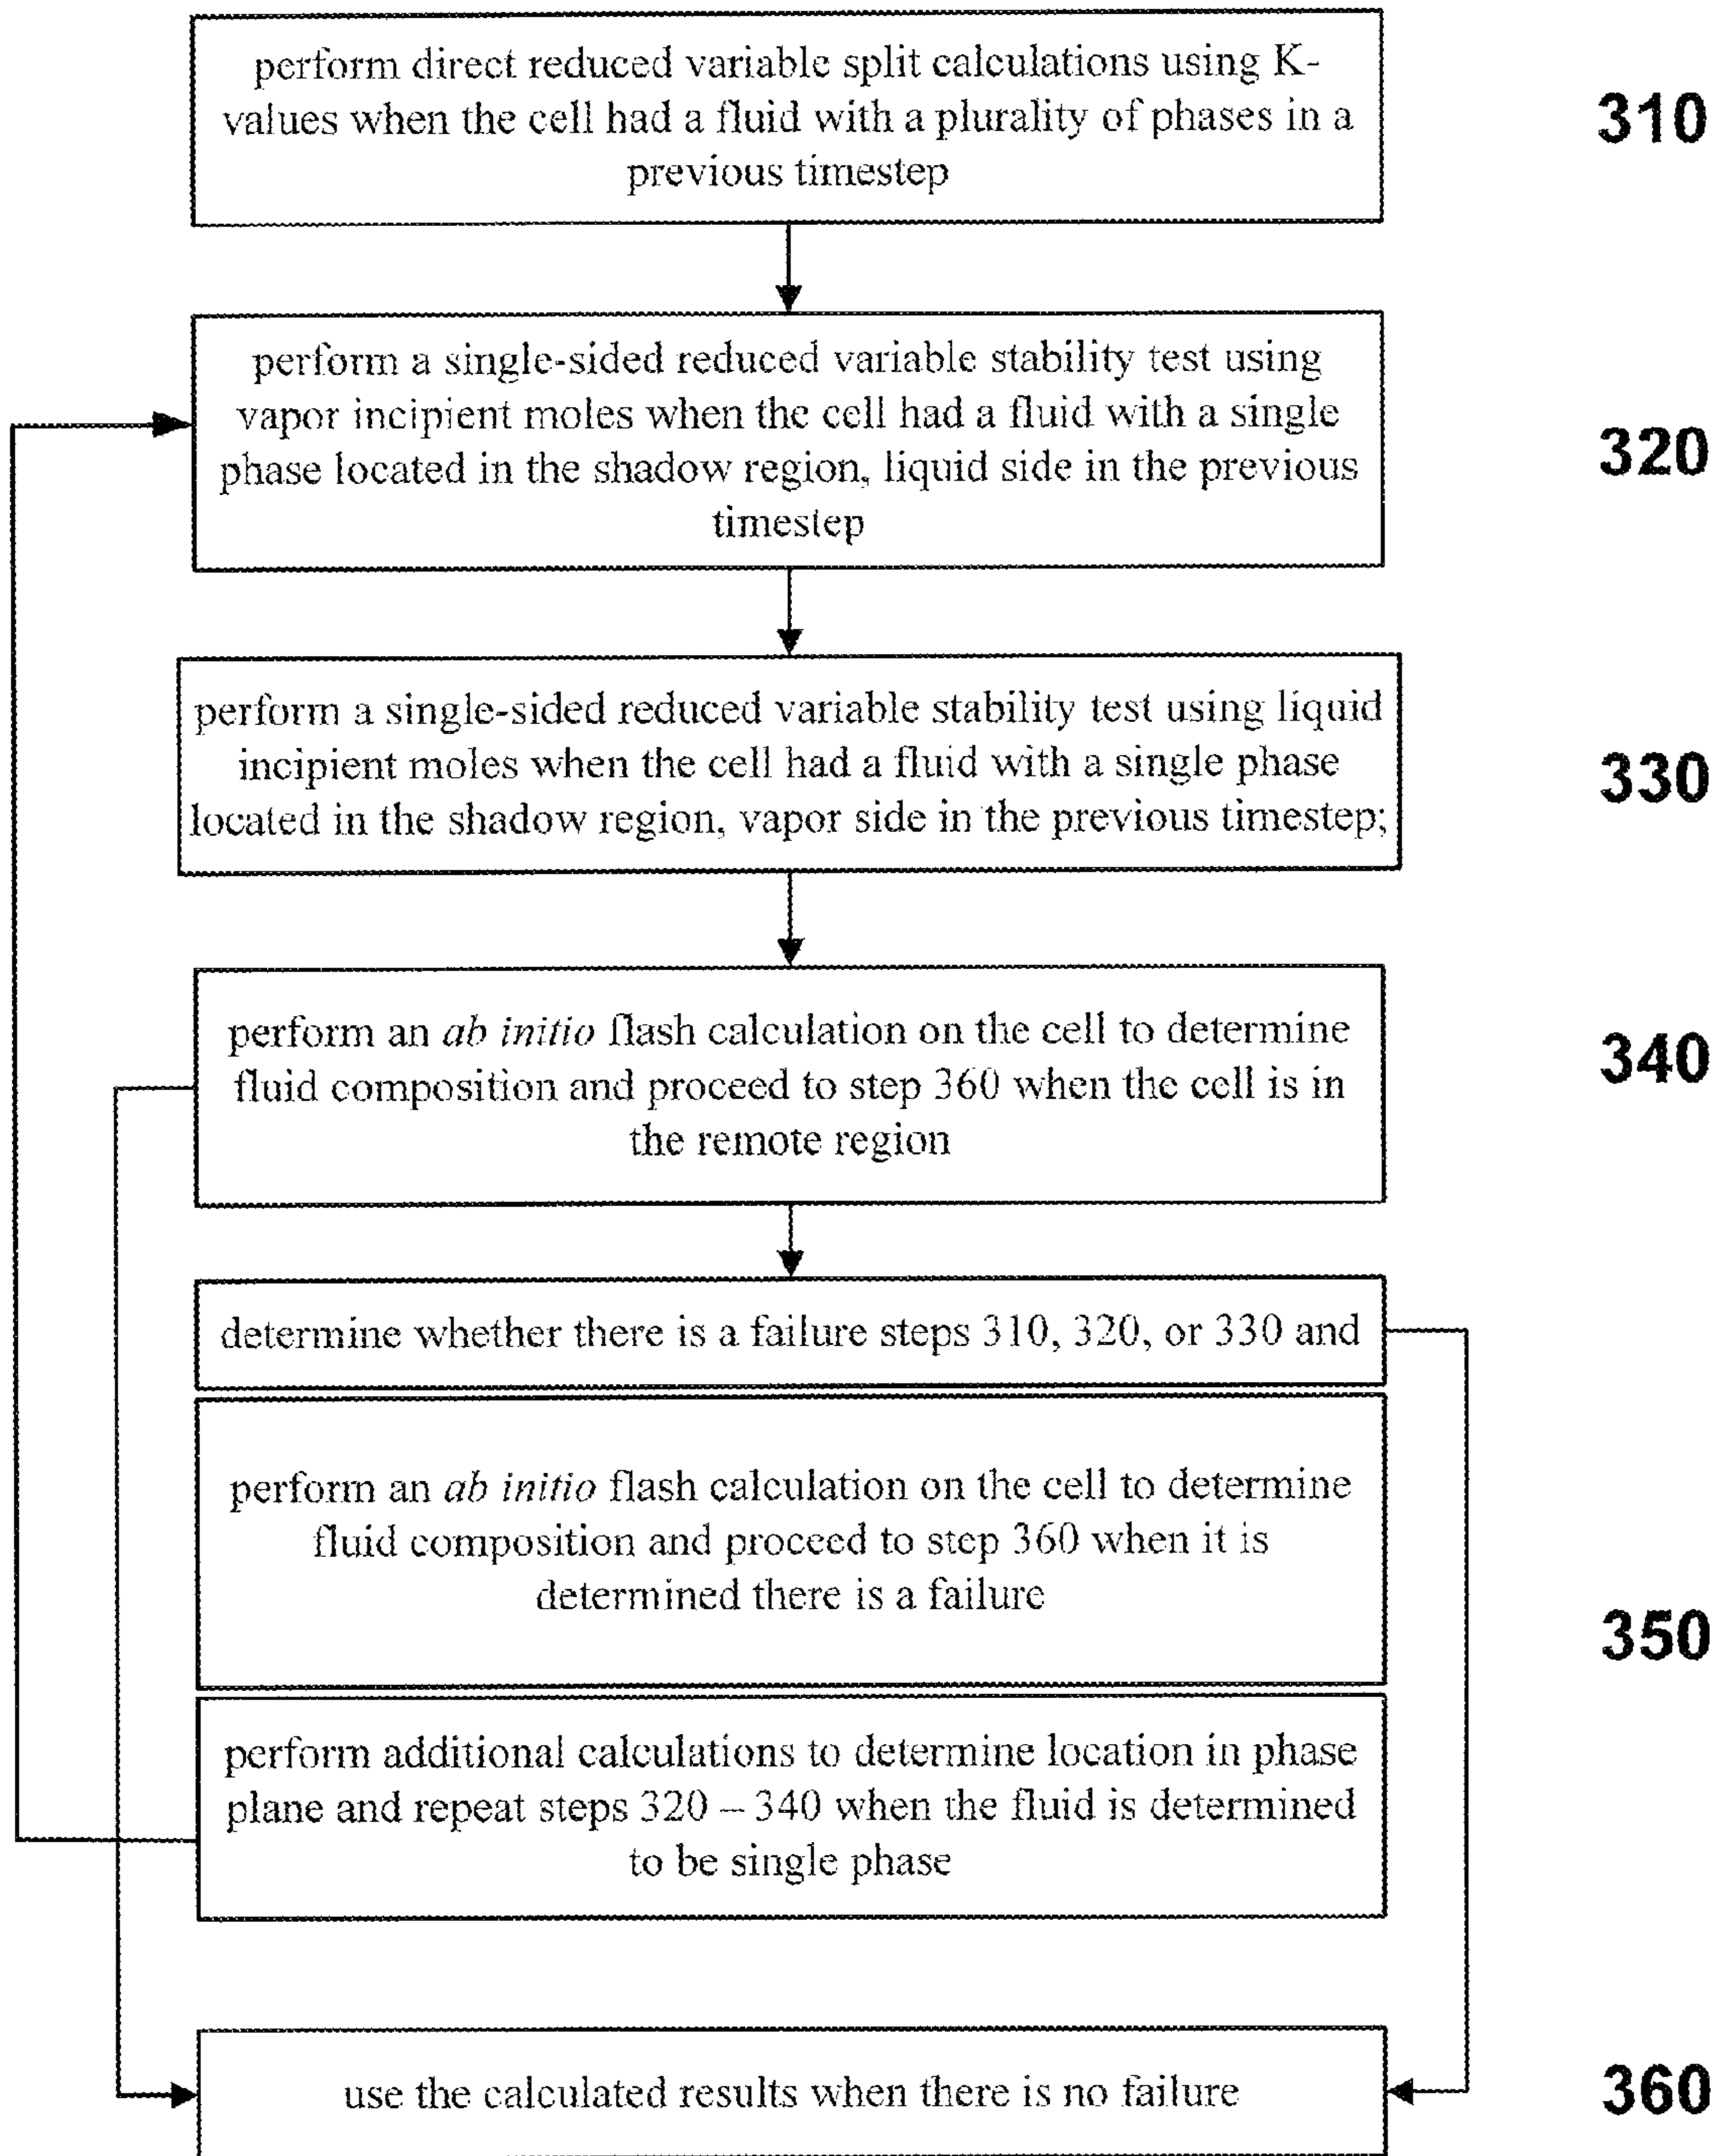 perform direct reduced variable split calculations using K-
values when the cell had a fluid with a plurality of phases in a
previous timestep
310
perform a single-sided reduced variable stability test using
vapor incipient moles when the cell had a fluid with a single
phase located in the shadow region, liquid side in the previous
timestep
320
perform a single-sided reduced variable stability test using liquid
incipient moles when the cell had a fluid with a single phase
located in the shadow region, vapor side in the previous timestep;
330
perform an ab initio flash calculation on the cell to determine
fluid composition and proceed to step 360 when the cell is in
the remote region
340
determine whether there is a failure steps 310, 320, or 330 and
perform an ab initio flash calculation on the cell to determine
fluid composition and proceed to step 360 when it is
determined there is a failure
350
perform additional calculations to determine location in phase
plane and repeat steps 320 – 340 when the fluid is determined
to be single phase
use the calculated results when there is no failure
360